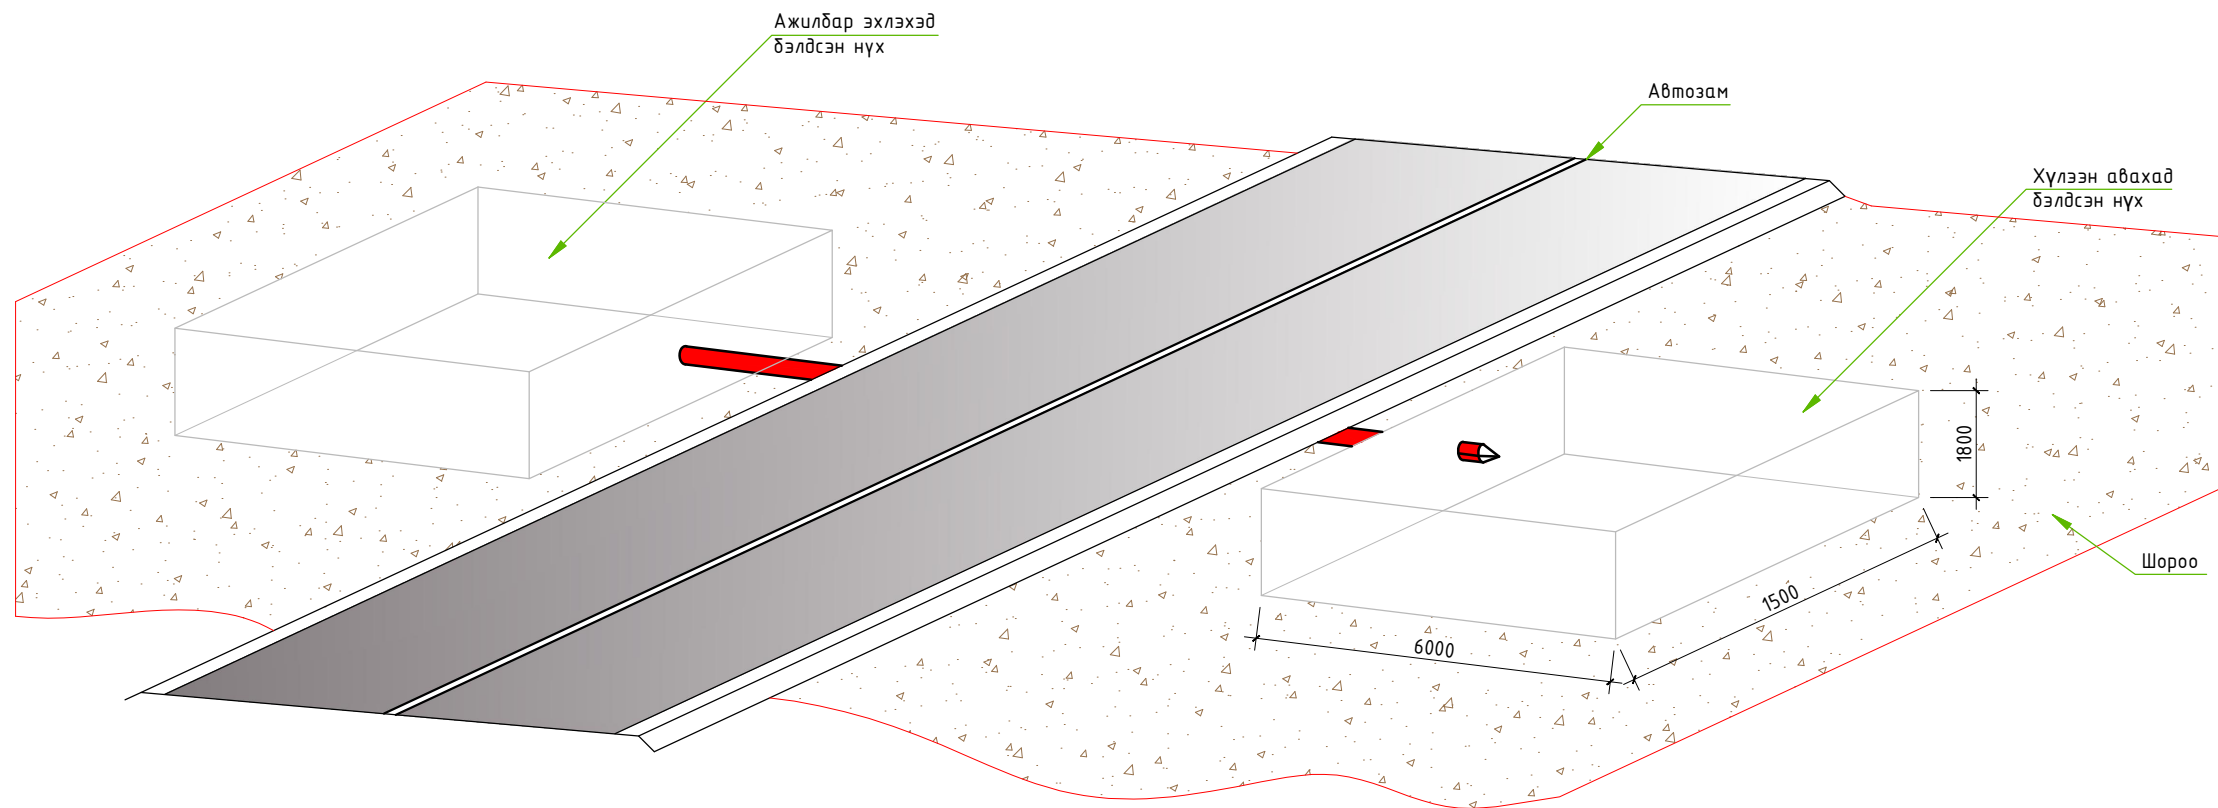 Ажилбар эхлэхэд
бэлдсэн нүх
Автозам
Хүлээн авахад
бэлдсэн нүх
1800
Шороо
1500
6000